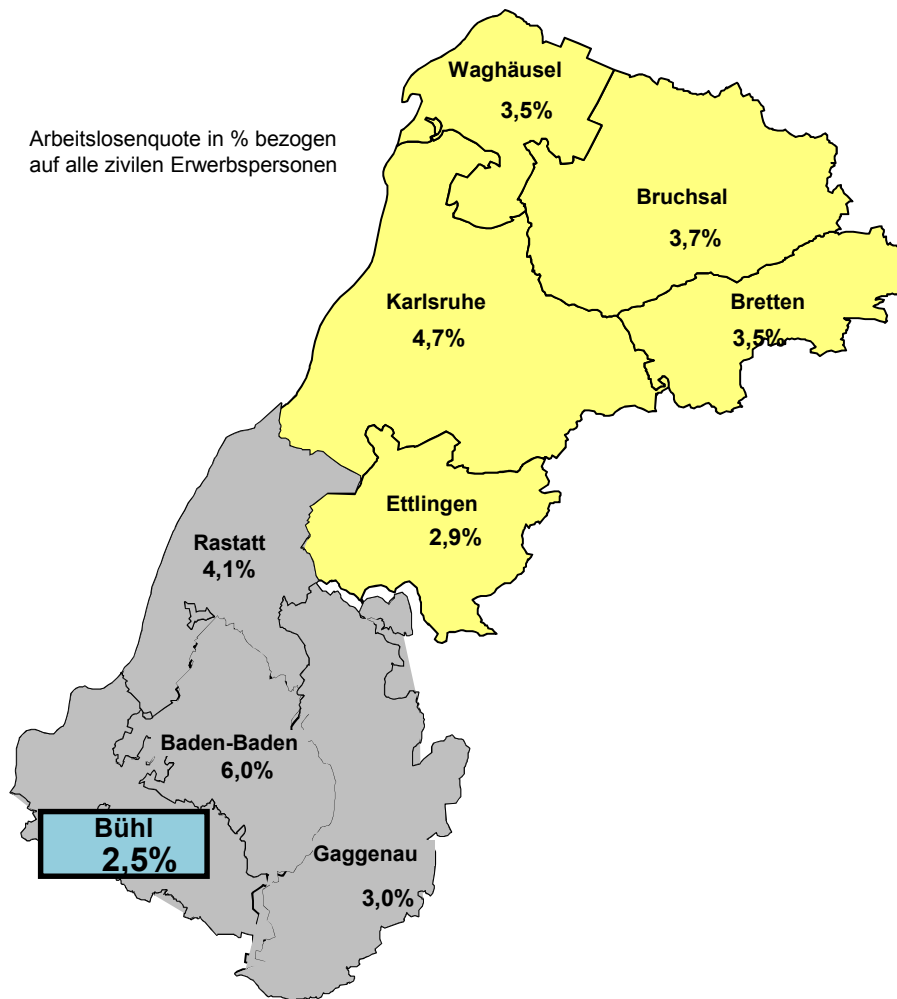 Waghäusel
3,5%
Arbeitslosenquote in % bezogen
auf alle zivilen Erwerbspersonen
Bruchsal
3,7%
Karlsruhe
4,7%
Bretten
3,5%
Ettlingen
2,9%
Rastatt
4,1%
Baden-Baden
6,0%
Bühl
2,5%
Gaggenau
3,0%